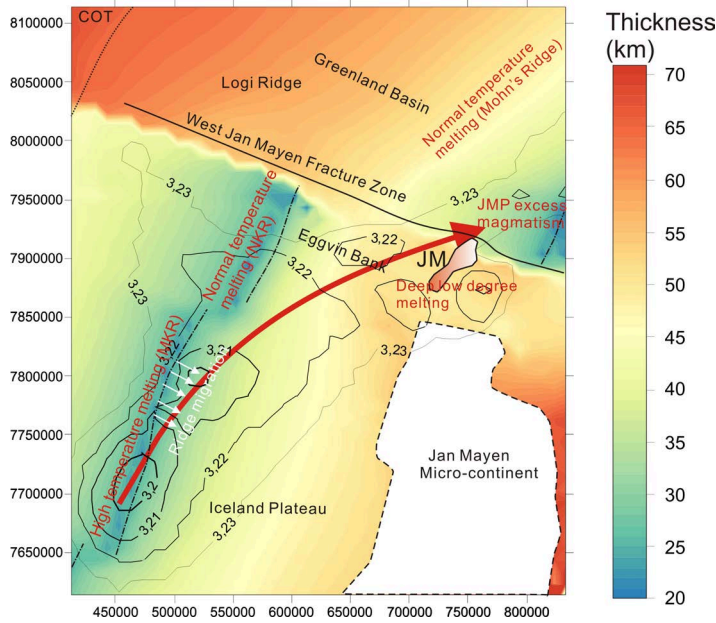 COT
Logi Ridge
Greenland Basin
Normal temperature
melting (Mohn's Ridge)
West Jan Mayen Fracture Zone
3,23
3,23
Normal temperature
melting (NKR)
JMP excess
magmatism
Eggvin Bank
3,22
JM
3,22
Deep low degree
melting
3,23
3,23
High temperature melting (MKR)
3,22
3,21
Ridge migration
3,2
3,21
3,22
3,23
Iceland Plateau
Jan Mayen
Micro-continent
8100000
8050000
8000000
7950000
7900000
7850000
7800000
7750000
7700000
7650000
450000
500000
550000
600000
650000
700000
750000
800000
Thickness
(km)
70
65
60
55
50
45
40
35
30
25
20